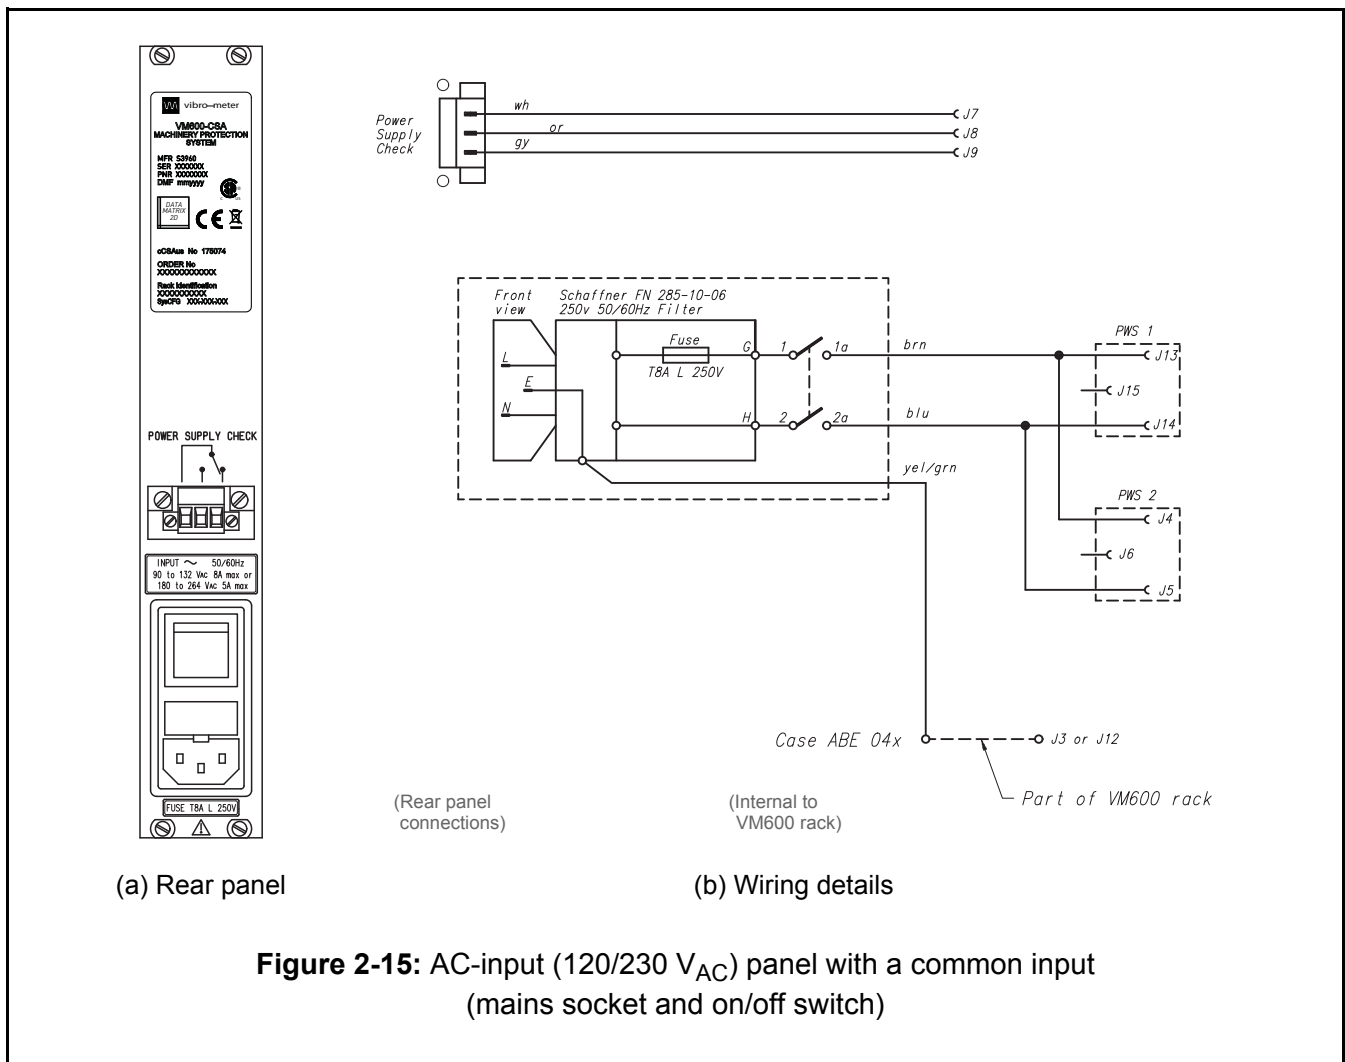 vibro-meter
VM600-CSA
MACHINERY PROTECTION
SYSTEM
MFR S3960
SER XXXXXXX
PNR XXXXXXX
DMF mmyyyy
C US
DATA
MATRIX
2D
CE
cCSAus No 175074
ORDER No
XXXXXXXXXXXX
Rack Identification
XXXXXXXXXX
SysCFG XXX-XXX-XXX
POWER SUPPLY CHECK
INPUT ~ 50/60Hz
90 to 132 VAC 8A max or
180 to 264 VAC 5A max
FUSE T8A L 250V
Power
Supply
Check
wh
or
gy
J7
J8
J9
Front
view
Schaffner FN 285-10-06
250v 50/60Hz Filter
L
E
N
Fuse
T8A L 250V
G
H
1
1a
2
2a
brn
blu
yel/grn
PWS 1
J13
J15
J14
PWS 2
J4
J6
J5
Case ABE 04x
J3 or J12
Part of VM600 rack
(Rear panel
connections)
(Internal to
VM600 rack)
(a) Rear panel
(b) Wiring details
Figure 2-15: AC-input (120/230 VAC) panel with a common input
(mains socket and on/off switch)